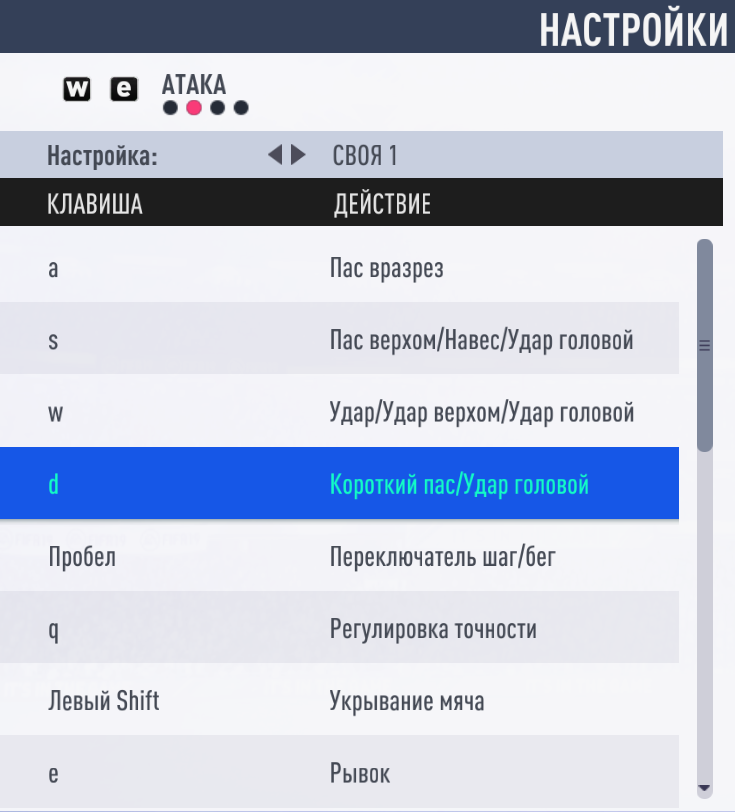 НАСТРОЙКИ
w e АТАКА
Настройка: СВОЯ 1
КЛАВИША ДЕЙСТВИЕ
a Пас вразрез
s Пас верхом/Навес/Удар головой
w Удар/Удар верхом/Удар головой
d Короткий пас/Удар головой
Пробел Переключатель шаг/бег
q Регулировка точности
Левый Shift Укрывание мяча
e Рывок